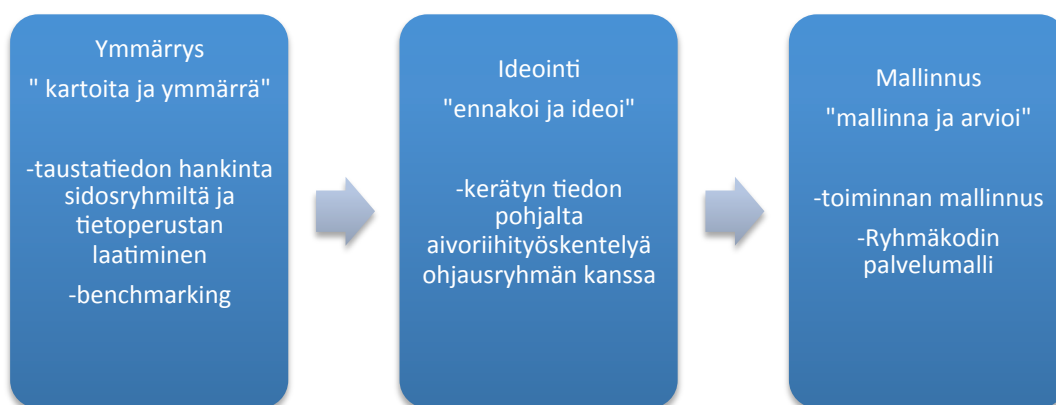 Ymmärrys
" kartoita ja ymmärrä"
-taustatiedon hankinta
sidosryhmiltä ja
tietoperustan
laatiminen
-benchmarking
Ideointi
"ennakoi ja ideoi"
-kerätyn tiedon
pohjalta
aivoriihityöskentelyä
ohjausryhmän kanssa
Mallinnus
"mallinna ja arvioi"
-toiminnan mallinnus
-Ryhmäkodin
palvelumalli